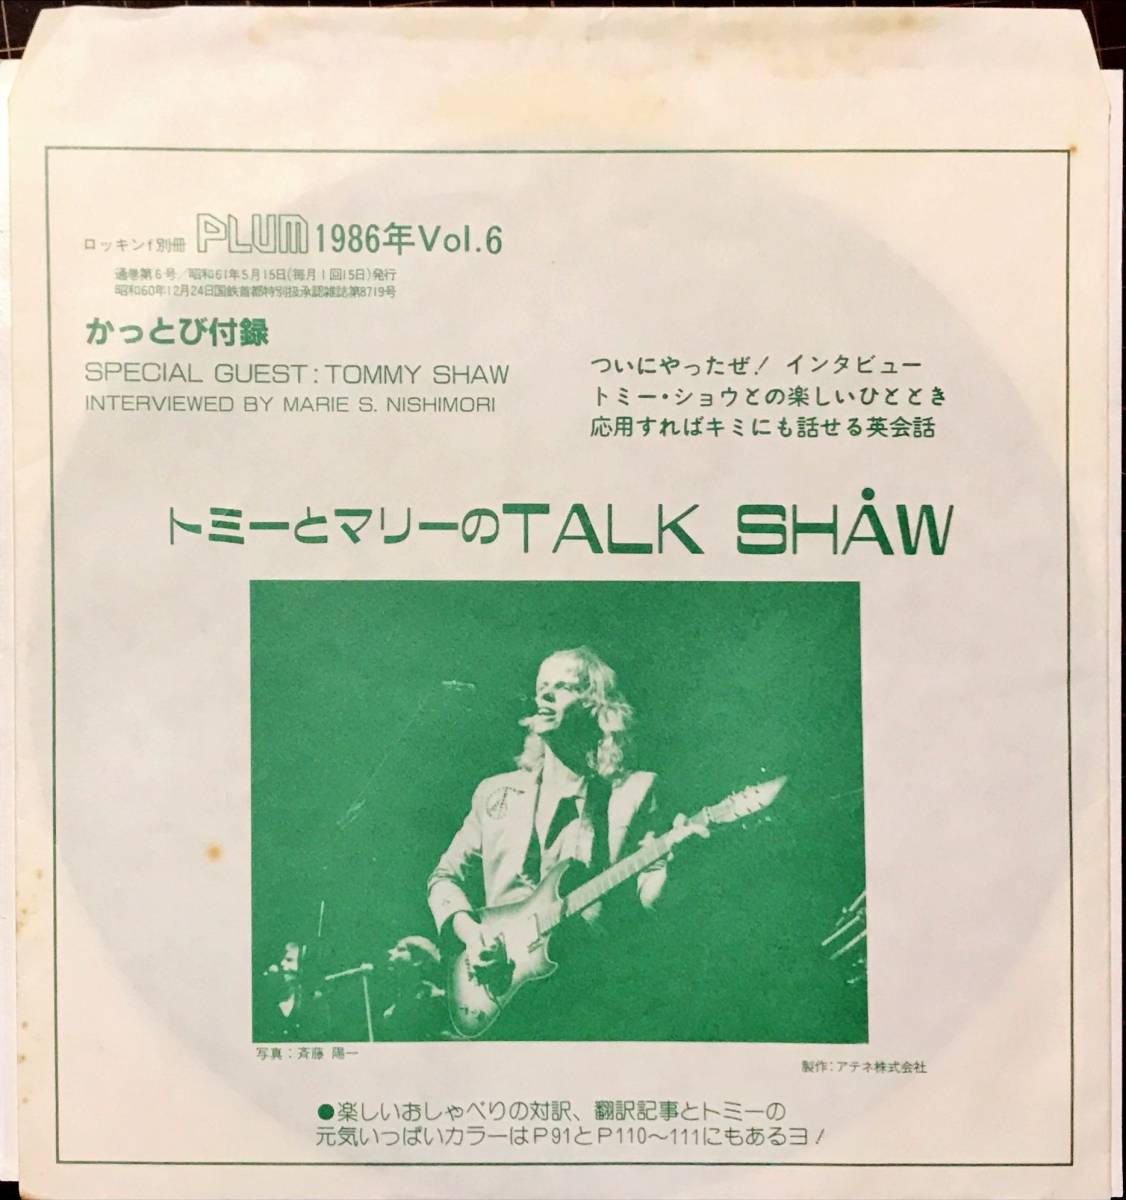 ロッキンf別冊 PLUM 1986年Vol.6
通巻第6号／昭和61年5月15日(毎月1回15日)発行
昭和60年12月24日国鉄首都特別扱承認雑誌第8719号
かっとび付録
SPECIAL GUEST: TOMMY SHAW
INTERVIEWED BY MARIE S. NISHIMORI
ついにやったぜ! インタビュー
トミー・ショウとの楽しいひととき
応用すればキミにも話せる英会話
トミーとマリーのTALK SHÅW
写真：斉藤 陽一
製作：アテネ株式会社
●楽しいおしゃべりの対訳、翻訳記事とトミーの
元気いっぱいカラーはP91とP110〜111にもあるヨ!